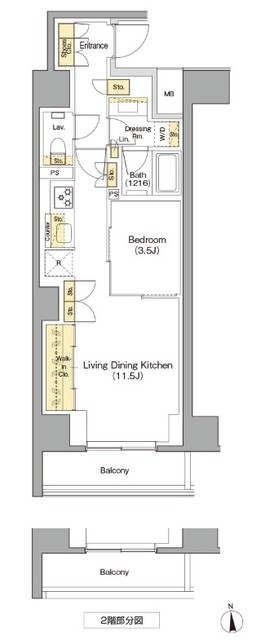 Shoes
Clo.
Entrance
Sto.
MB
Lav.
Dressing
Rm.
W/D
Lin.
Sto.
Sto.
PS
PS
Bath
(1216)
Sto.
Counter
Bedroom
(3.5J)
R
Sto.
Sto.
Walk-
in
Clo.
Living Dining Kitchen
(11.5J)
Balcony
Balcony
2階部分図
N